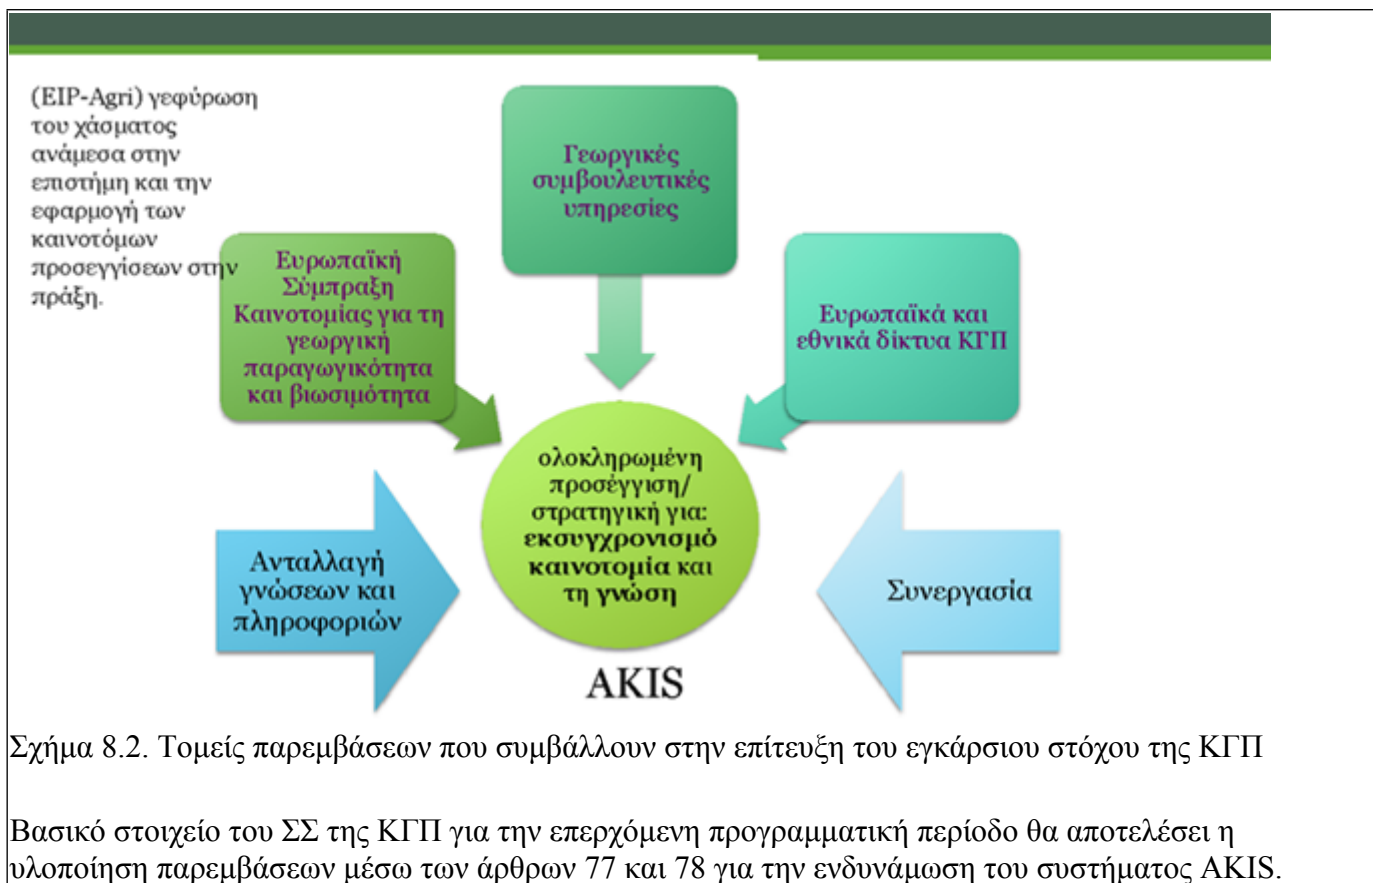 (EIP-Agri) γεφύρωση
του χάσματος
ανάμεσα στην
επιστήμη και την
εφαρμογή των
καινοτόμων
προσεγγίσεων στην
πράξη.
Γεωργικές
συμβουλευτικές
υπηρεσίες
Ευρωπαϊκή
Σύμπραξη
Καινοτομίας για τη
γεωργική
παραγωγικότητα
και βιωσιμότητα
Ευρωπαϊκά και
εθνικά δίκτυα ΚΓΠ
ολοκληρωμένη
προσέγγιση/
στρατηγική για:
εκσυγχρονισμό
καινοτομία και
τη γνώση
Ανταλλαγή
γνώσεων και
πληροφοριών
Συνεργασία
AKIS
Σχήμα 8.2. Τομείς παρεμβάσεων που συμβάλλουν στην επίτευξη του εγκάρσιου στόχου της ΚΓΠ
Βασικό στοιχείο του ΣΣ της ΚΓΠ για την επερχόμενη προγραμματική περίοδο θα αποτελέσει η
υλοποίηση παρεμβάσεων μέσω των άρθρων 77 και 78 για την ενδυνάμωση του συστήματος AKIS.